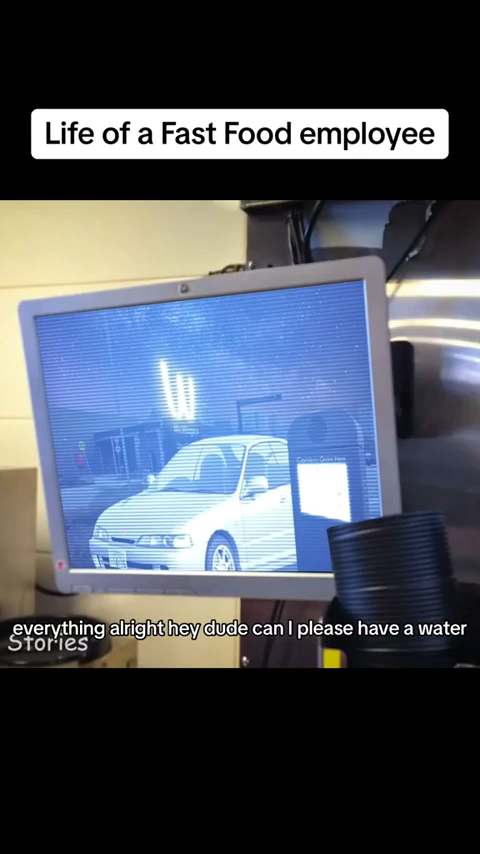 Life of a Fast Food employee
everything alright hey dude can I please have a water
Stories